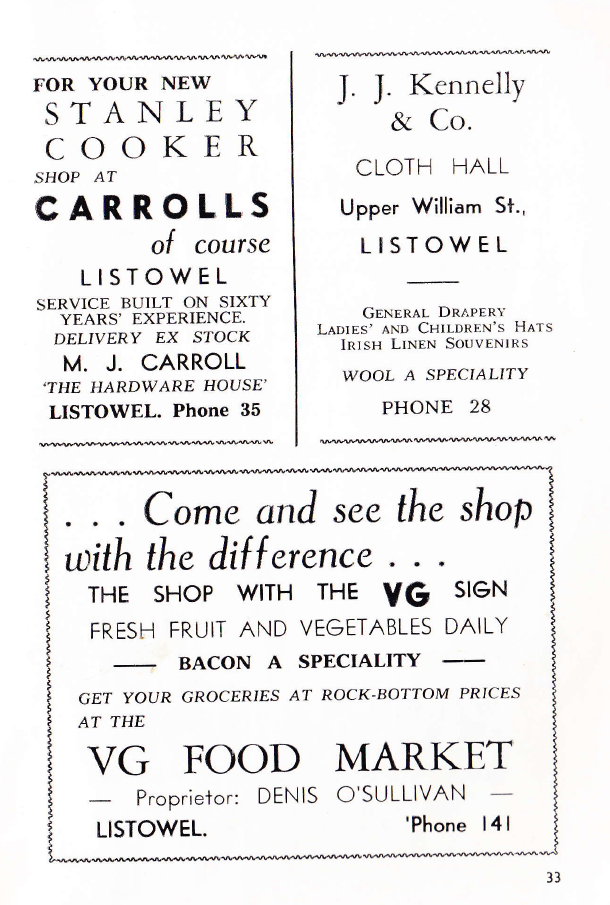 FOR YOUR NEW
STANLEY
COOKER
SHOP AT
CARROLLS
of course
LISTOWEL
SERVICE BUILT ON SIXTY
YEARS' EXPERIENCE.
DELIVERY EX STOCK
M. J. CARROLL
'THE HARDWARE HOUSE'
LISTOWEL. Phone 35
J. J. Kennelly
& Co.
CLOTH HALL
Upper William St.,
LISTOWEL
GENERAL DRAPERY
LADIES' AND CHILDREN'S HATS
IRISH LINEN SOUVENIRS
WOOL A SPECIALITY
PHONE 28
. . . Come and see the shop
with the difference . . .
THE SHOP WITH THE VG SIGN
FRESH FRUIT AND VEGETABLES DAILY
— BACON A SPECIALITY —
GET YOUR GROCERIES AT ROCK-BOTTOM PRICES
AT THE
VG FOOD MARKET
— Proprietor: DENIS O'SULLIVAN —
LISTOWEL. 'Phone 141
33